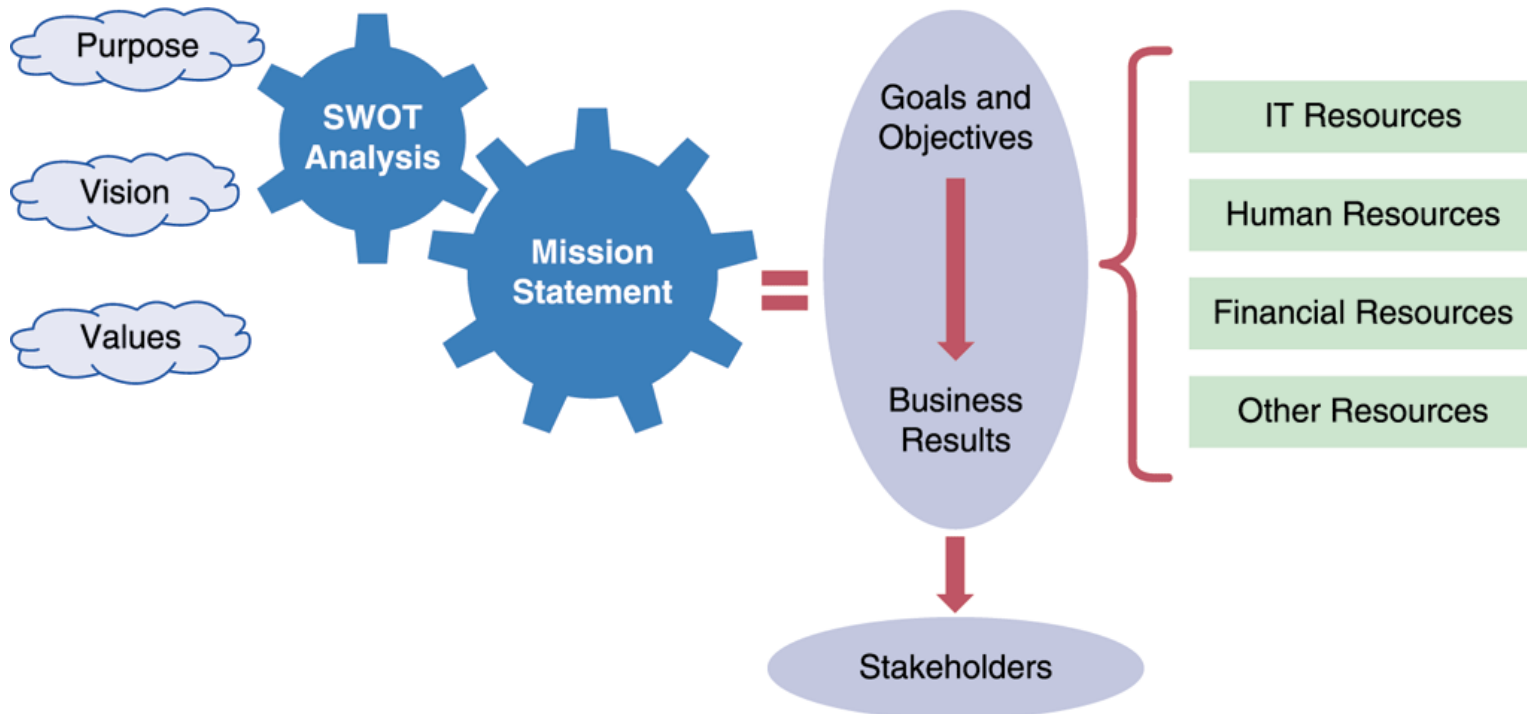 Purpose
Vision
Values
SWOT
Analysis
Mission
Statement
Goals and
Objectives
Business
Results
Stakeholders
IT Resources
Human Resources
Financial Resources
Other Resources